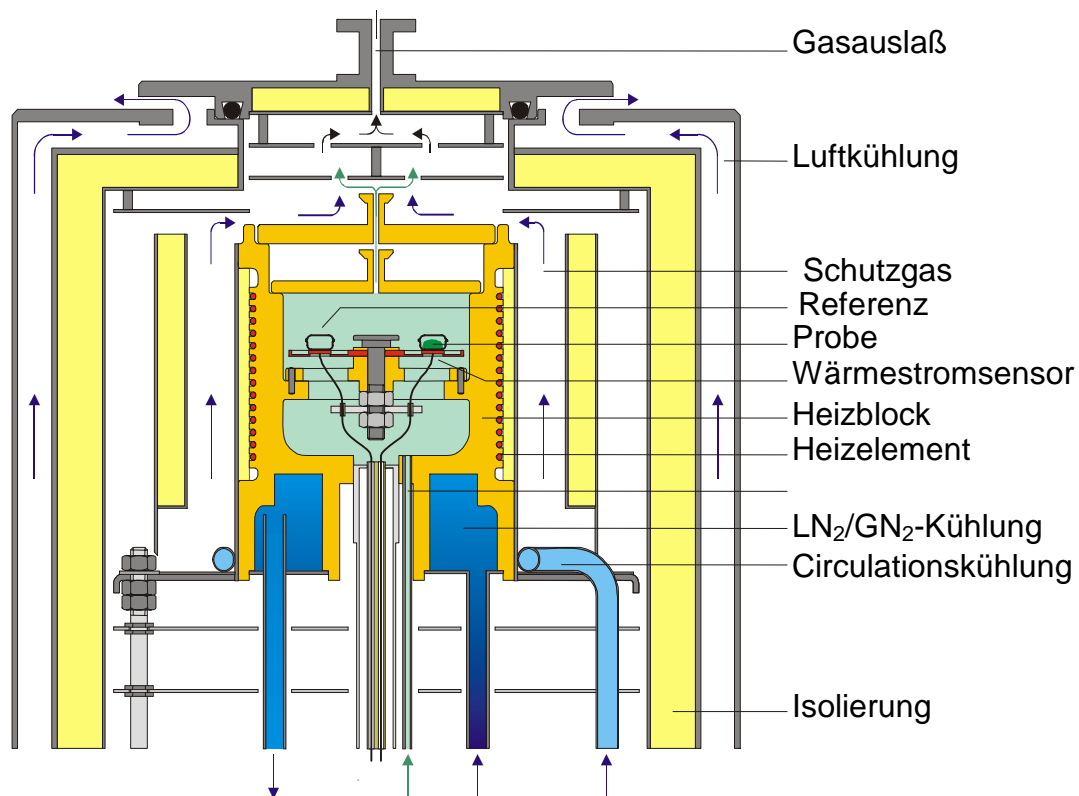 Gasauslaß
Luftkühlung
Schutzgas
Referenz
Probe
Wärmestromsensor
Heizblock
Heizelement
LN₂/GN₂-Kühlung
Circulationskühlung
Isolierung